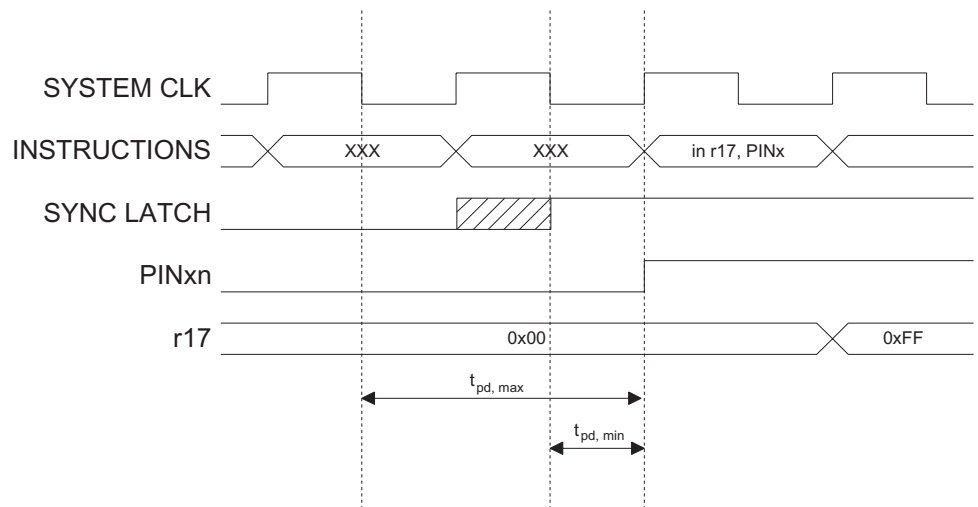 SYSTEM CLK
INSTRUCTIONS XXX XXX in r17, PINx
SYNC LATCH
PINxn
r17 0x00 0xFF
tpd, max
tpd, min